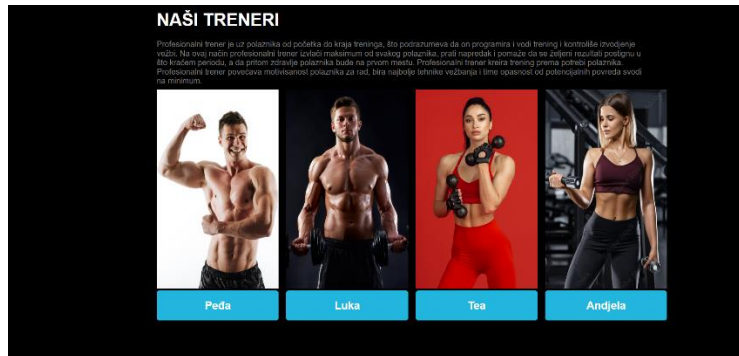 NAŠI TRENERI
Profesionalni trener je uz polaznika od početka do kraja treninga, što podrazumeva da on programira i vodi trening i kontroliše izvodjenje
vežbi. Na ovaj način profesionalni trener izvlači maksimum od svakog polaznika, prati napredak i pomaže da se željeni rezultati postignu u
što kraćem periodu, a da pritom zdravlje polaznika bude na prvom mestu. Profesionalni trener kreira trening prema potrebi polaznika.
Profesionalni trener povećava motivisanost polaznika za rad, bira najbolje tehnike vežbanja i time opasnost od potencijalnih povreda svodi
na minimum.
Peđa
Luka
Tea
Andjela